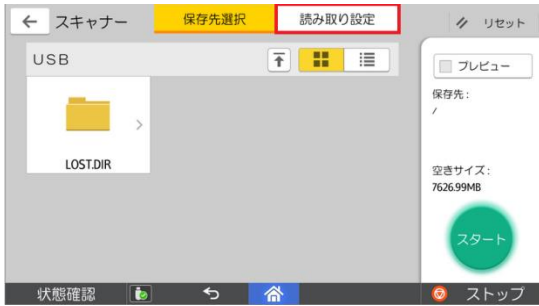 スキャナー
保存先選択
読み取り設定
リセット
USB
プレビュー
保存先:
/
LOST.DIR
空きサイズ:
7626.99MB
スタート
状態確認
ストップ